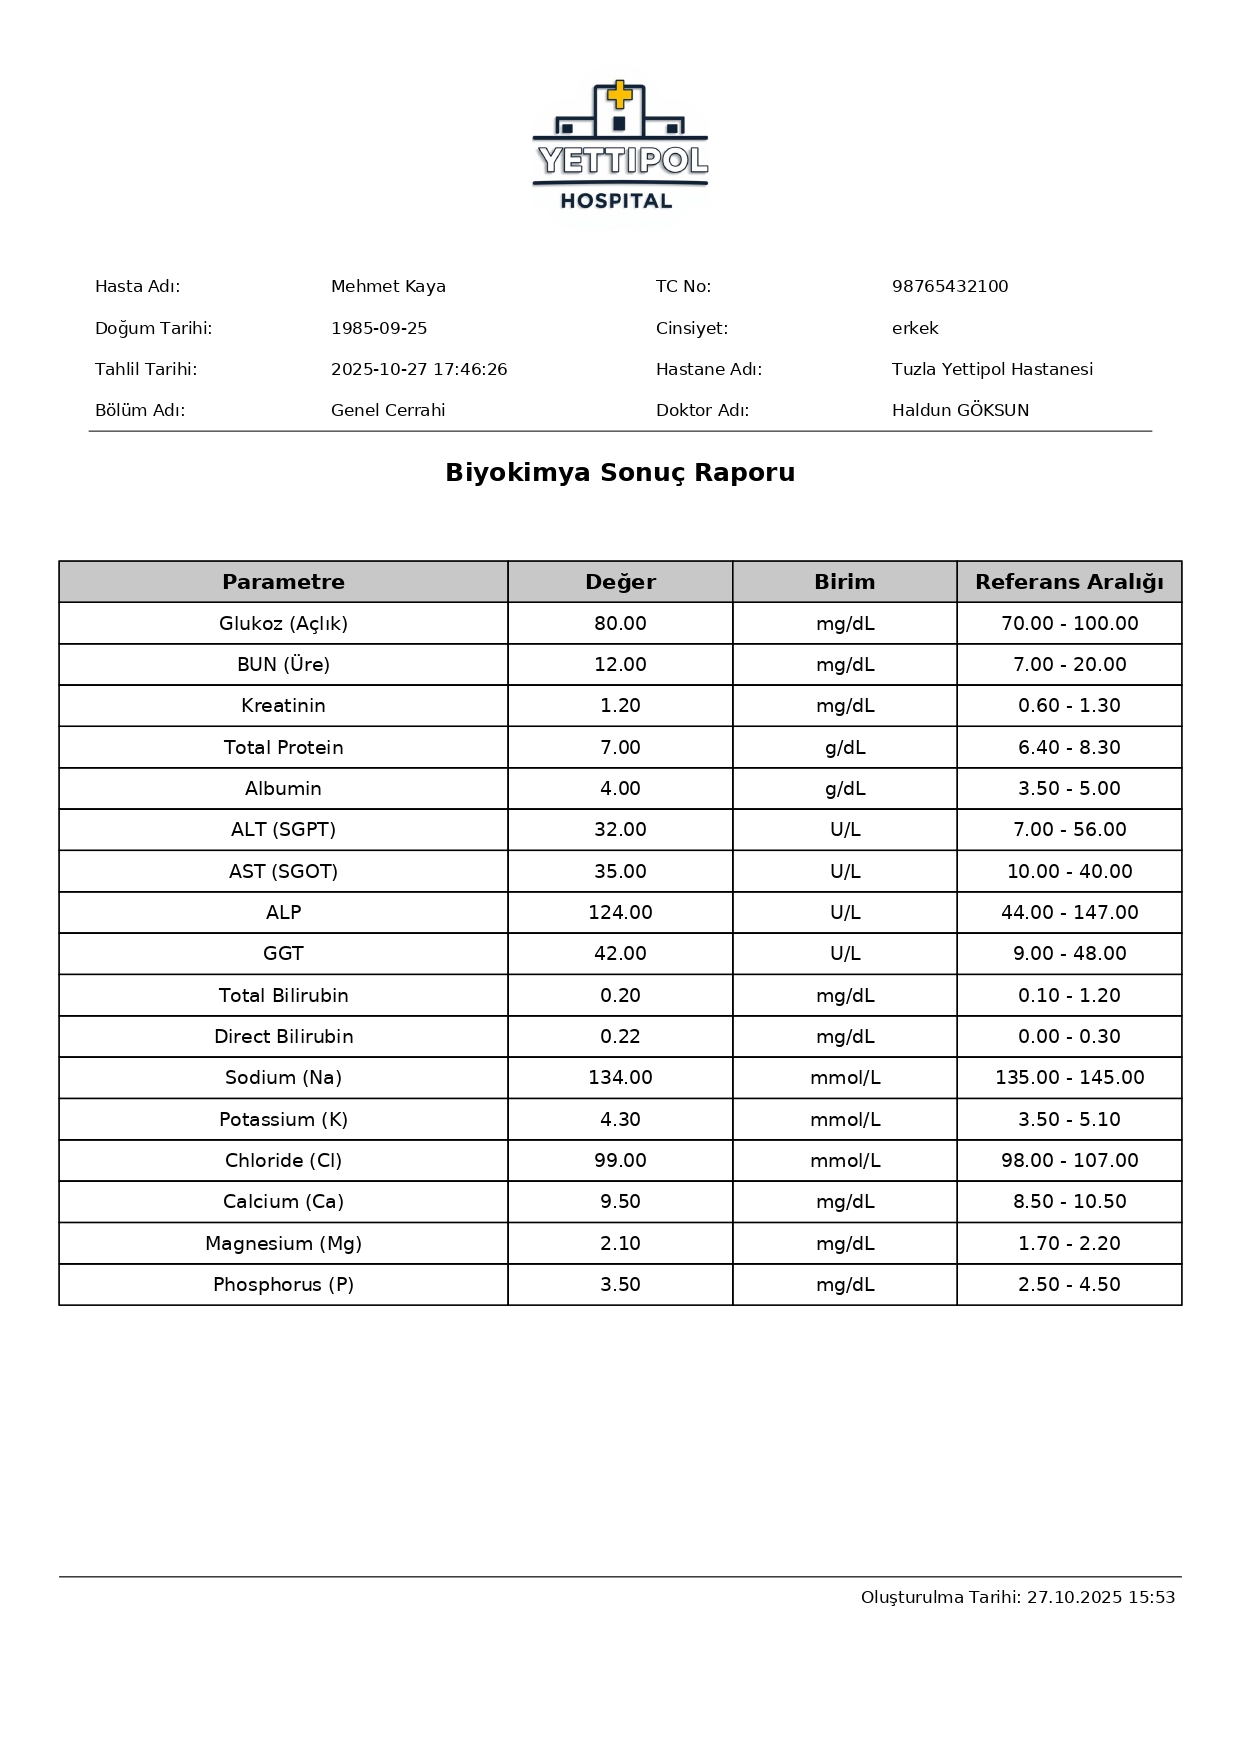 YETTIPOL
HOSPITAL
Hasta Adı: Mehmet Kaya TC No: 98765432100
Doğum Tarihi: 1985-09-25 Cinsiyet: erkek
Tahlil Tarihi: 2025-10-27 17:46:26 Hastane Adı: Tuzla Yettipol Hastanesi
Bölüm Adı: Genel Cerrahi Doktor Adı: Haldun GÖKSUN
Biyokimya Sonuç Raporu
Parametre Değer Birim Referans Aralığı
Glukoz (Açlık) 80.00 mg/dL 70.00 - 100.00
BUN (Üre) 12.00 mg/dL 7.00 - 20.00
Kreatinin 1.20 mg/dL 0.60 - 1.30
Total Protein 7.00 g/dL 6.40 - 8.30
Albumin 4.00 g/dL 3.50 - 5.00
ALT (SGPT) 32.00 U/L 7.00 - 56.00
AST (SGOT) 35.00 U/L 10.00 - 40.00
ALP 124.00 U/L 44.00 - 147.00
GGT 42.00 U/L 9.00 - 48.00
Total Bilirubin 0.20 mg/dL 0.10 - 1.20
Direct Bilirubin 0.22 mg/dL 0.00 - 0.30
Sodium (Na) 134.00 mmol/L 135.00 - 145.00
Potassium (K) 4.30 mmol/L 3.50 - 5.10
Chloride (Cl) 99.00 mmol/L 98.00 - 107.00
Calcium (Ca) 9.50 mg/dL 8.50 - 10.50
Magnesium (Mg) 2.10 mg/dL 1.70 - 2.20
Phosphorus (P) 3.50 mg/dL 2.50 - 4.50
Oluşturulma Tarihi: 27.10.2025 15:53